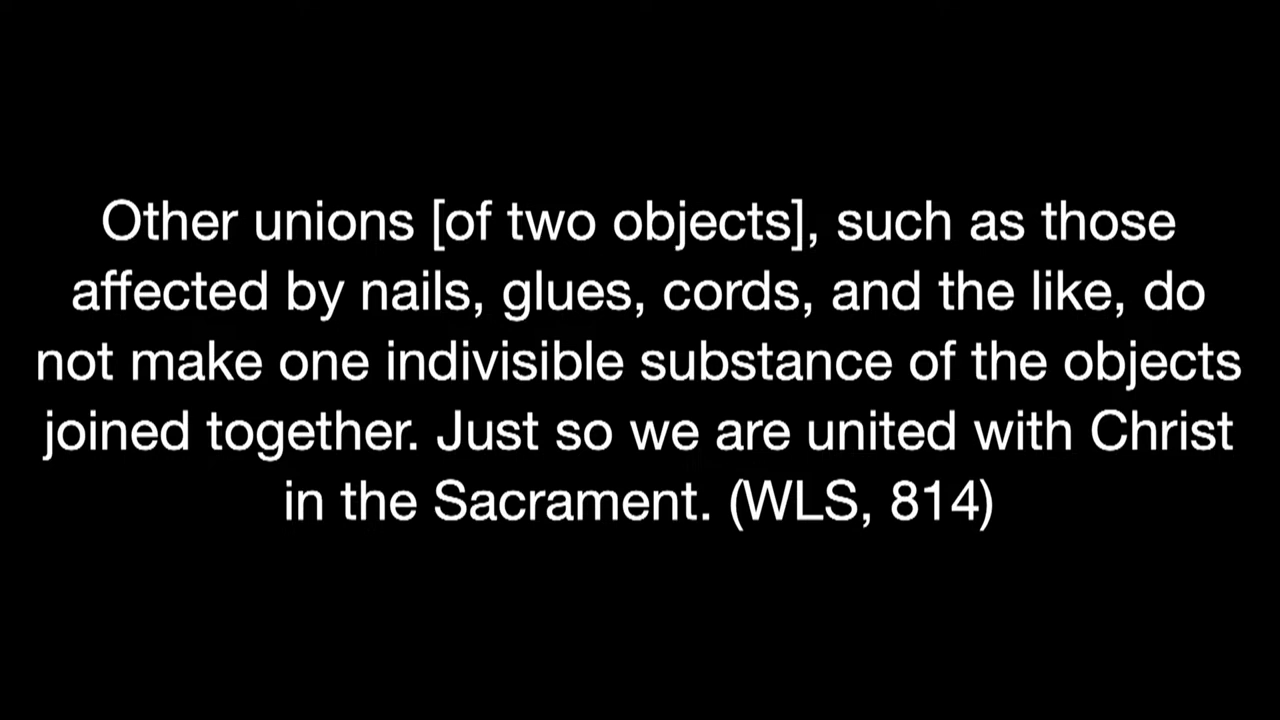 Other unions [of two objects], such as those
affected by nails, glues, cords, and the like, do
not make one indivisible substance of the objects
joined together. Just so we are united with Christ
in the Sacrament. (WLS, 814)